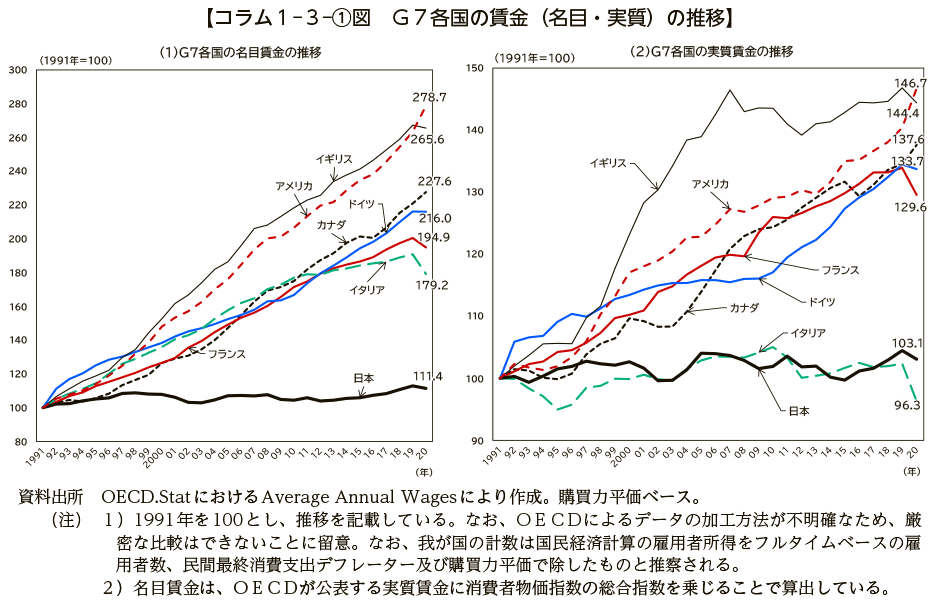 【コラム１-３-①図　Ｇ７各国の賃金（名目・実質）の推移】
(1)Ｇ7各国の名目賃金の推移
(1991年=100)
300
280
260
240
220
200
180
160
140
120
100
80
278.7
265.6
227.6
216.0
194.9
179.2
111.4
イギリス
アメリカ
カナダ
ドイツ
イタリア
フランス
日本
1991 92 93 94 95 96 97 98 99 2000 01 02 03 04 05 06 07 08 09 10 11 12 13 14 15 16 17 18 19 20
(年)
(2)Ｇ7各国の実質賃金の推移
(1991年=100)
150
140
130
120
110
100
90
146.7
144.4
137.6
133.7
129.6
103.1
96.3
イギリス
アメリカ
フランス
ドイツ
カナダ
イタリア
日本
1991 92 93 94 95 96 97 98 99 2000 01 02 03 04 05 06 07 08 09 10 11 12 13 14 15 16 17 18 19 20
(年)
資料出所　OECD.StatにおけるAverage Annual Wagesにより作成。購買力平価ベース。
（注）　１）1991年を100とし、推移を記載している。なお、ＯＥＣＤによるデータの加工方法が不明確なため、厳
密な比較はできないことに留意。なお、我が国の計数は国民経済計算の雇用者所得をフルタイムベースの雇
用者数、民間最終消費支出デフレーター及び購買力平価で除したものと推察される。
２）名目賃金は、ＯＥＣＤが公表する実質賃金に消費者物価指数の総合指数を乗じることで算出している。